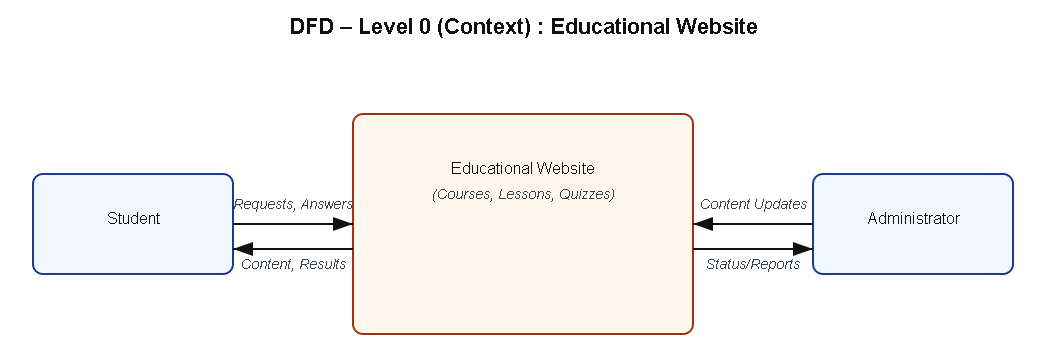 DFD – Level 0 (Context) : Educational Website
Educational Website
(Courses, Lessons, Quizzes)
Student
Requests, Answers
Content, Results
Content Updates
Status/Reports
Administrator